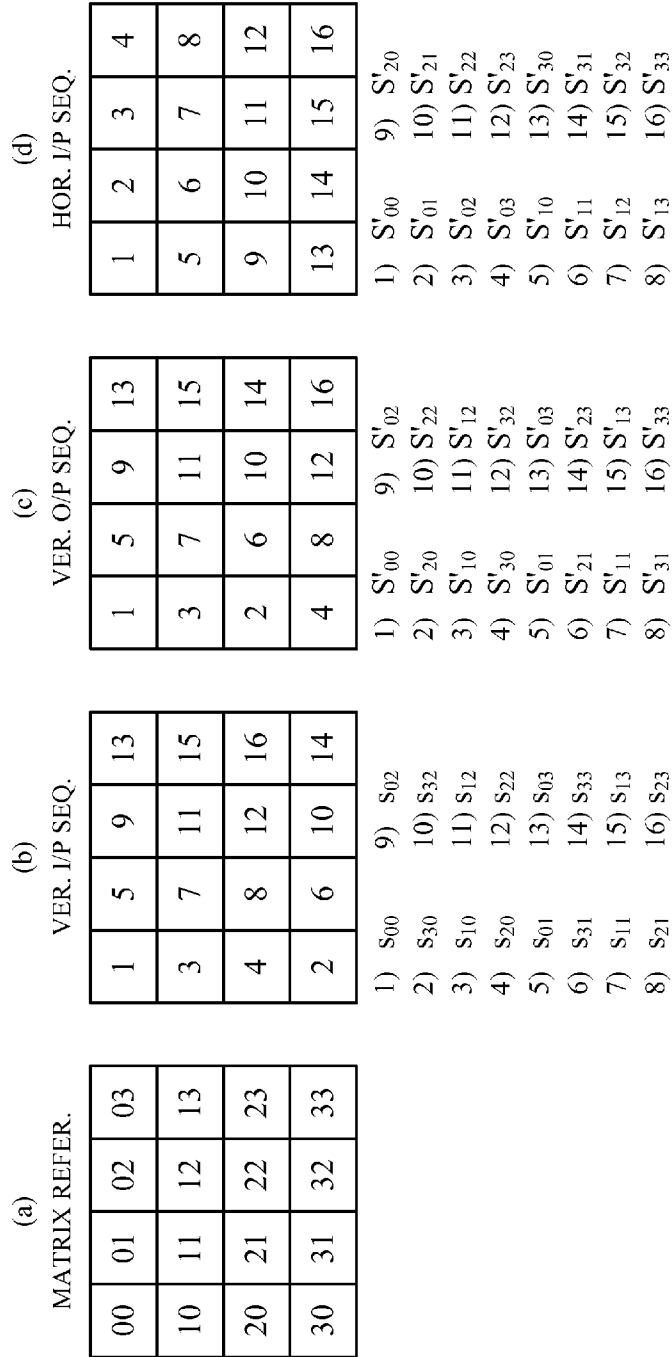 (a)
MATRIX REFER.
00 01 02 03
10 11 12 13
20 21 22 23
30 31 32 33
(b)
VER. I/P SEQ.
1 5 9 13
3 7 11 15
4 8 12 16
2 6 10 14
1) s00 9) s02
2) s30 10) s32
3) s10 11) s12
4) s20 12) s22
5) s01 13) s03
6) s31 14) s33
7) s11 15) s13
8) s21 16) s23
(c)
VER. O/P SEQ.
1 5 9 13
3 7 11 15
2 6 10 14
4 8 12 16
1) S'00 9) S'02
2) S'20 10) S'22
3) S'10 11) S'12
4) S'30 12) S'32
5) S'01 13) S'03
6) S'21 14) S'23
7) S'11 15) S'13
8) S'31 16) S'33
(d)
HOR. I/P SEQ.
1 2 3 4
5 6 7 8
9 10 11 12
13 14 15 16
1) S'00 9) S'20
2) S'01 10) S'21
3) S'02 11) S'22
4) S'03 12) S'23
5) S'10 13) S'30
6) S'11 14) S'31
7) S'12 15) S'32
8) S'13 16) S'33